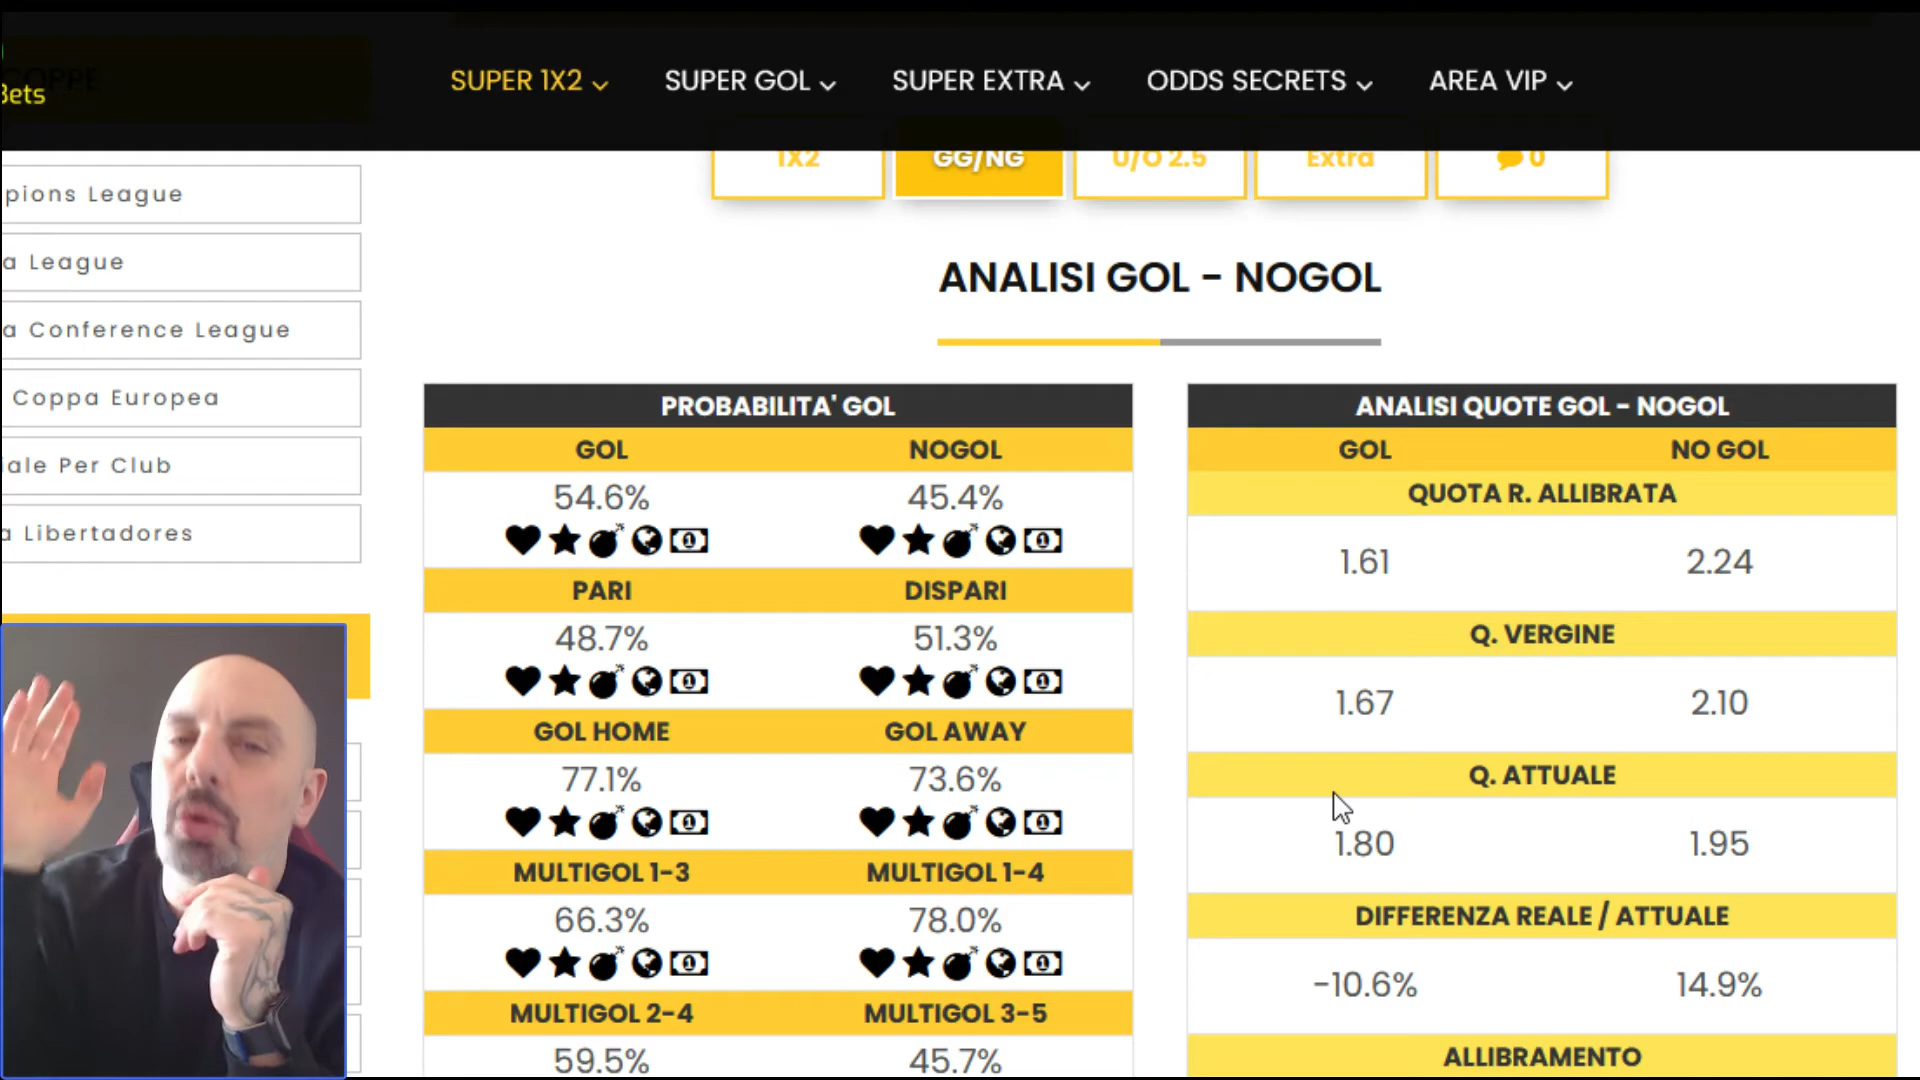 COPPE
Bets
SUPER 1X2
SUPER GOL
SUPER EXTRA
ODDS SECRETS
AREA VIP
1X2
GG/NG
U/O 2.5
Extra
0
pions League
a League
a Conference League
Coppa Europea
iale Per Club
a Libertadores
ANALISI GOL - NOGOL
PROBABILITA' GOL
GOL NOGOL
54.6% 45.4%
PARI DISPARI
48.7% 51.3%
GOL HOME GOL AWAY
77.1% 73.6%
MULTIGOL 1-3 MULTIGOL 1-4
66.3% 78.0%
MULTIGOL 2-4 MULTIGOL 3-5
59.5% 45.7%
ANALISI QUOTE GOL - NOGOL
GOL NO GOL
QUOTA R. ALLIBRATA
1.61 2.24
Q. VERGINE
1.67 2.10
Q. ATTUALE
1.80 1.95
DIFFERENZA REALE / ATTUALE
-10.6% 14.9%
ALLIBRAMENTO